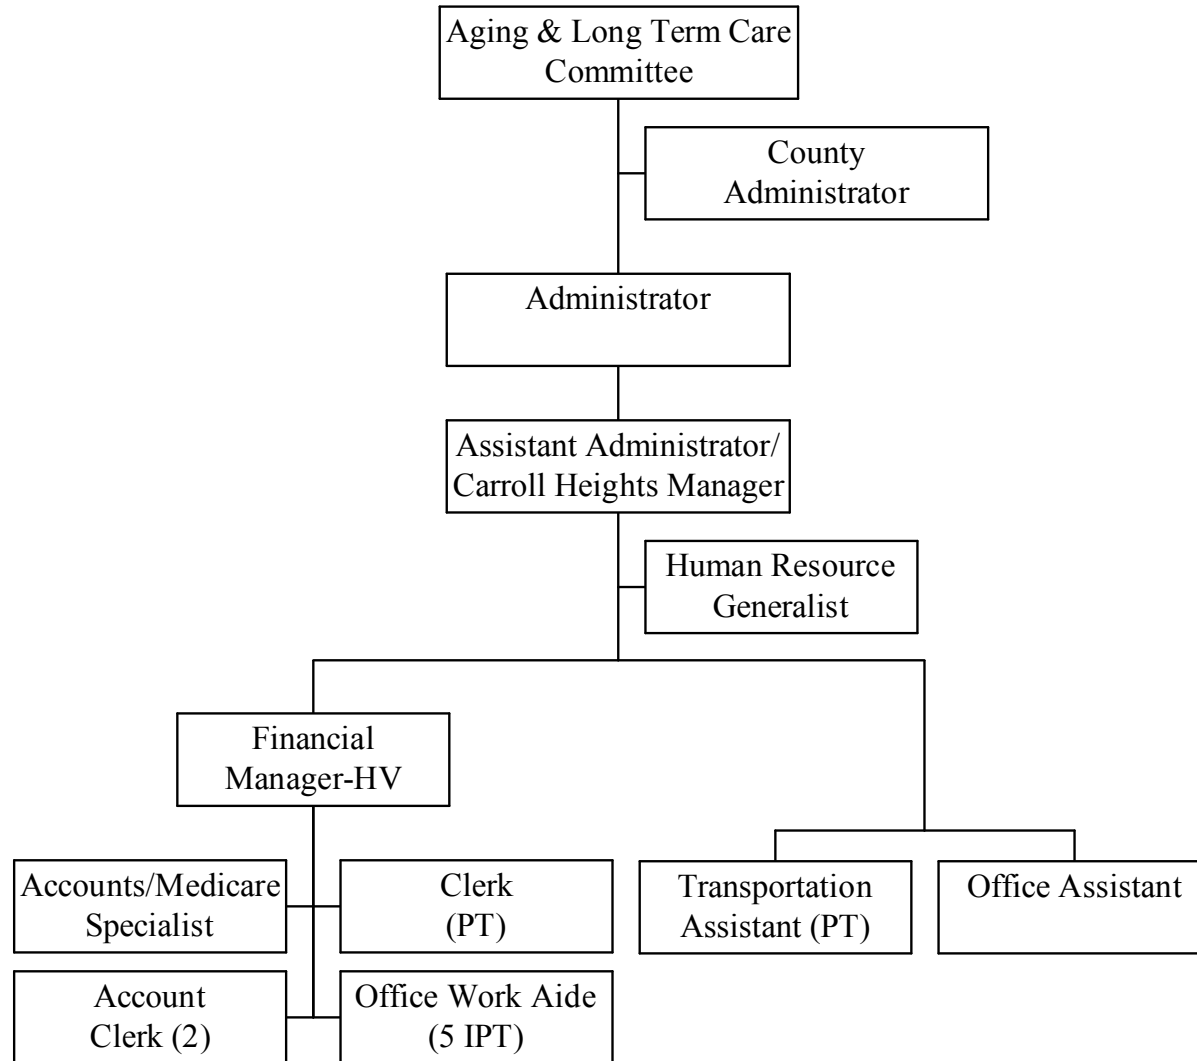 Aging & Long Term Care
Committee
County
Administrator
Administrator
Assistant Administrator/
Carroll Heights Manager
Human Resource
Generalist
Financial
Manager-HV
Accounts/Medicare
Specialist
Clerk
(PT)
Transportation
Assistant (PT)
Office Assistant
Account
Clerk (2)
Office Work Aide
(5 IPT)